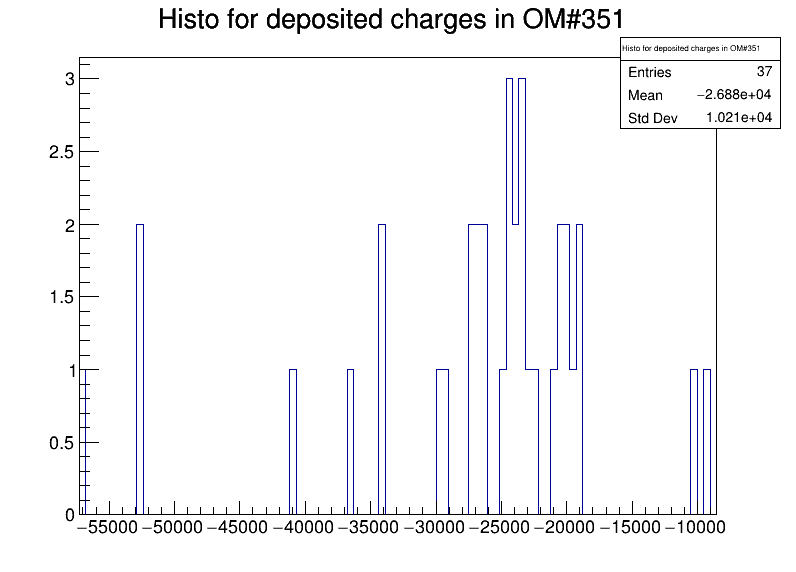 Histo for deposited charges in OM#351
Histo for deposited charges in OM#351
Entries 37
Mean −2.688e+04
Std Dev 1.021e+04
3
2.5
2
1.5
1
0.5
0
−55000 −50000 −45000 −40000 −35000 −30000 −25000 −20000 −15000 −10000